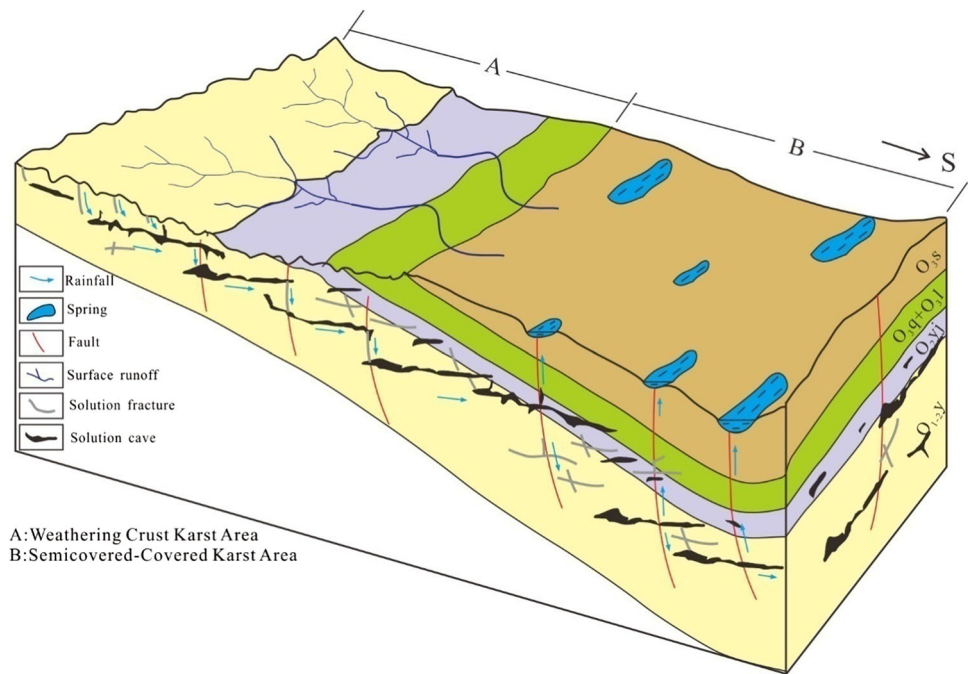 A
B
S
Rainfall
Spring
Fault
Surface runoff
Solution fracture
Solution cave
O₃s
O₃q+O₃l
O₂yj
O₁₋₂y
A:Weathering Crust Karst Area
B:Semicovered-Covered Karst Area